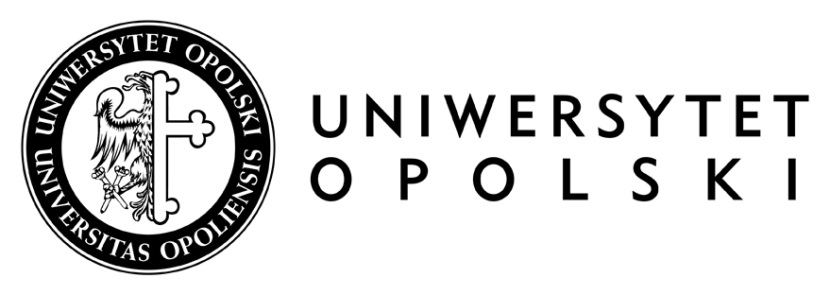 UNIWERSYTET OPOLSKI
UNIVERSITAS OPOLIENSIS
UNIWERSYTET
OPOLSKI